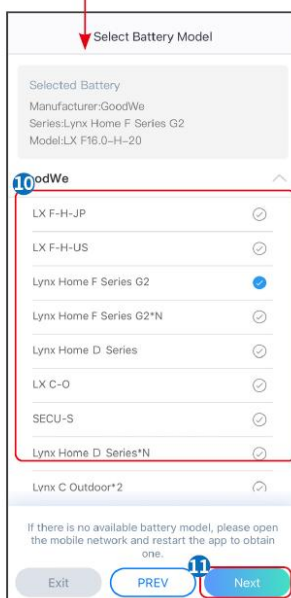 Select Battery Model
Selected Battery
Manufacturer:GoodWe
Series:Lynx Home F Series G2
Model:LX F16.0-H-20
10
odWe
LX F-H-JP
LX F-H-US
Lynx Home F Series G2
Lynx Home F Series G2*N
Lynx Home D Series
LX C-O
SECU-S
Lynx Home D Series*N
Lynx C Outdoor*2
If there is no available battery model, please open
the mobile network and restart the app to obtain
one.
11
Exit
PREV
Next